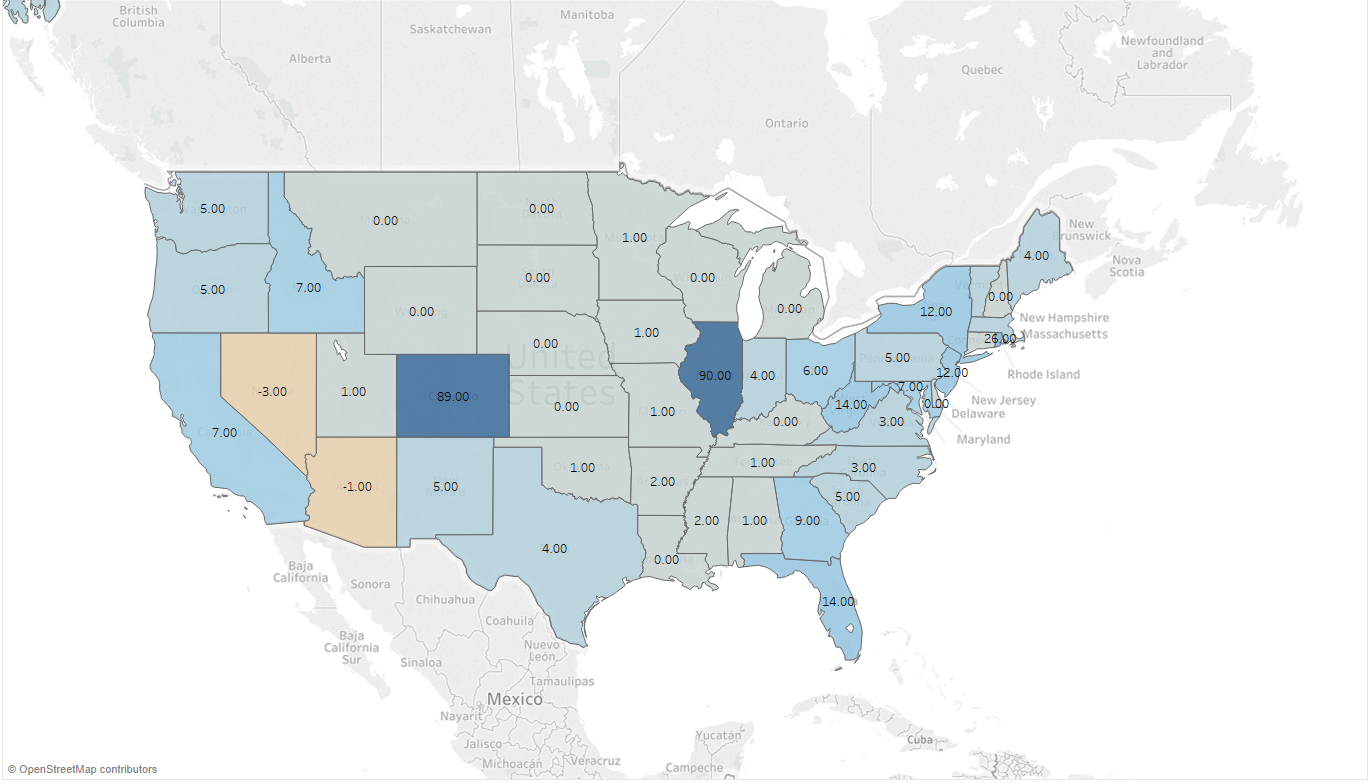 British
Columbia
Alberta
Saskatchewan
Manitoba
Ontario
Quebec
Newfoundland
and
Labrador
New
Brunswick
Nova
Scotia
5.00
0.00
0.00
1.00
0.00
4.00
5.00
7.00
0.00
0.00
0.00
0.00
12.00
New Hampshire
Massachusetts
Rhode Island
New Jersey
Delaware
Maryland
-3.00
1.00
89.00
0.00
United
States
1.00
90.00
4.00
6.00
5.00
26.00
12.00
7.00
0.00
7.00
0.00
1.00
0.00
14.00
3.00
-1.00
5.00
1.00
2.00
1.00
3.00
5.00
4.00
0.00
2.00
1.00
9.00
14.00
Baja
California
Sonora
Chihuahua
Coahuila
Baja
California
Sur
Sinaloa
Nuevo
León
Tamaulipas
Mexico
Nayarit
Jalisco
Michoacán
Veracruz
Yucatán
Campeche
Cuba
© OpenStreetMap contributors